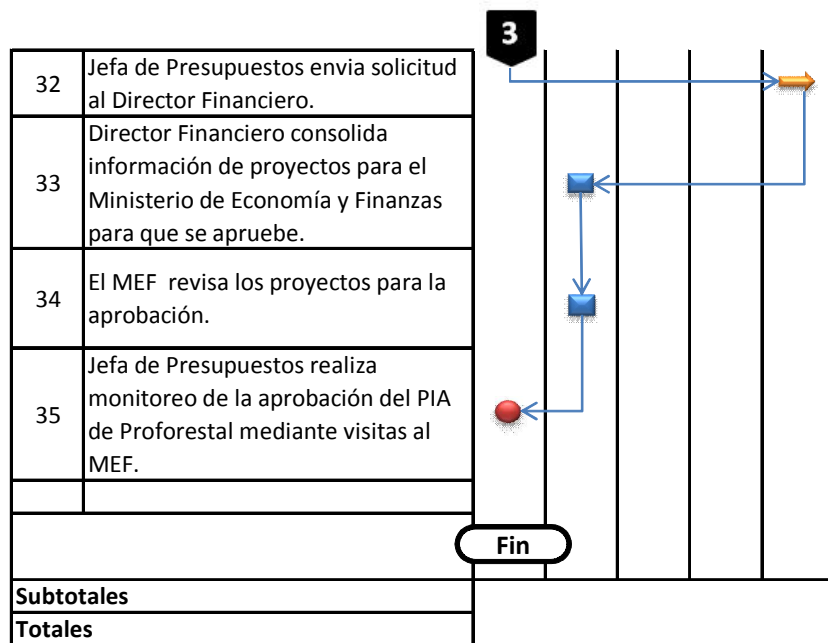 3
32
Jefa de Presupuestos envia solicitud
al Director Financiero.
33
Director Financiero consolida
información de proyectos para el
Ministerio de Economía y Finanzas
para que se apruebe.
34
El MEF  revisa los proyectos para la
aprobación.
35
Jefa de Presupuestos realiza
monitoreo de la aprobación del PIA
de Proforestal mediante visitas al
MEF.
Fin
Subtotales
Totales